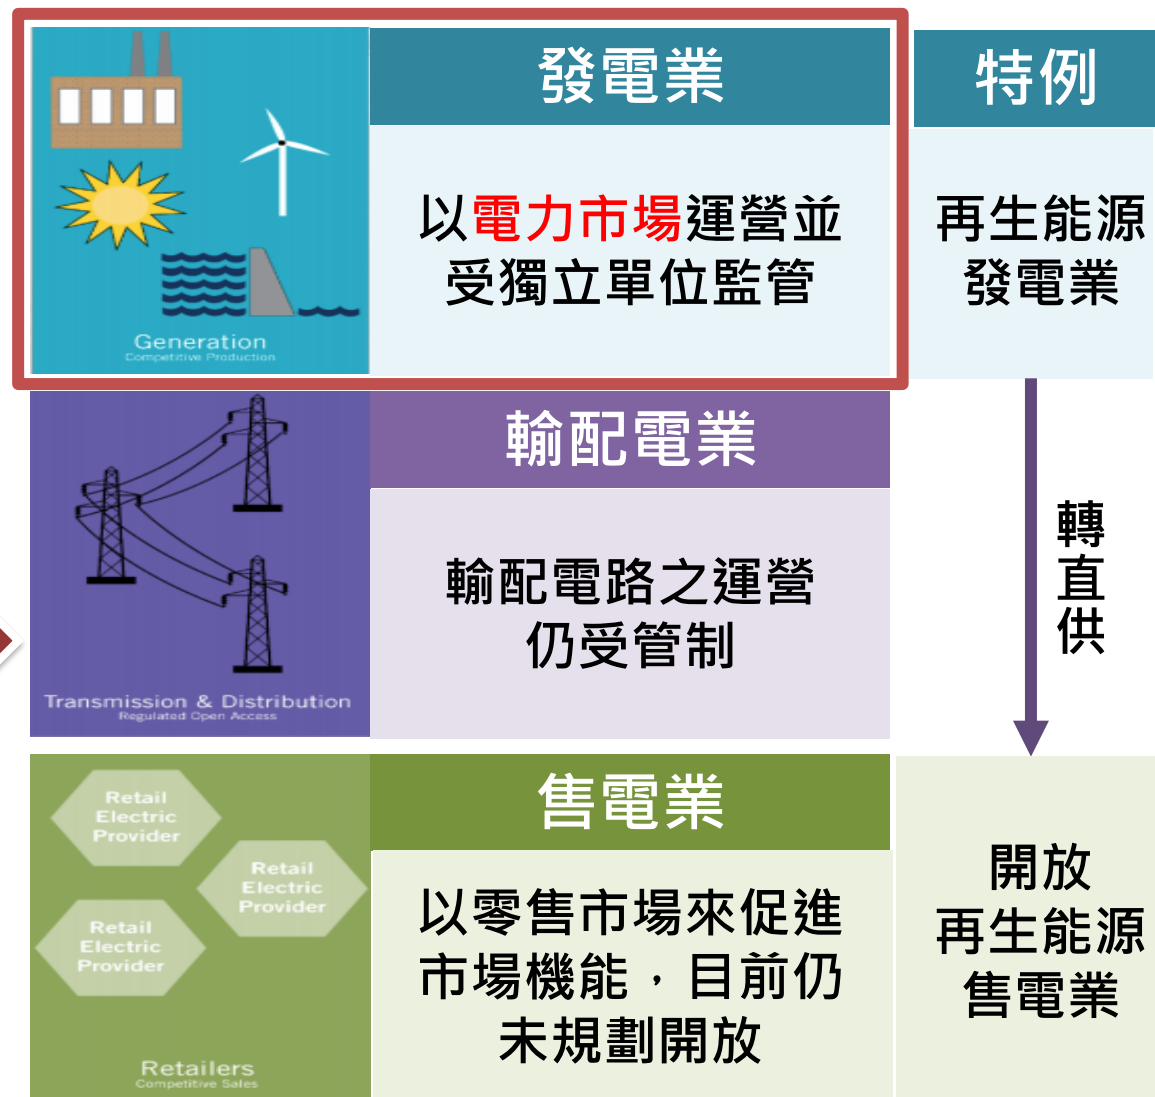 發電業
特例
以電力市場運營並
受獨立單位監管
再生能源
發電業
Generation
Competitive Production
輸配電業
輸配電路之運營
仍受管制
Transmission & Distribution
Regulated Open Access
轉
直
供
售電業
Retail
Electric
Provider
Retail
Electric
Provider
Retail
Electric
Provider
以零售市場來促進
市場機能，目前仍
未規劃開放
開放
再生能源
售電業
Retailers
Competitive Sales